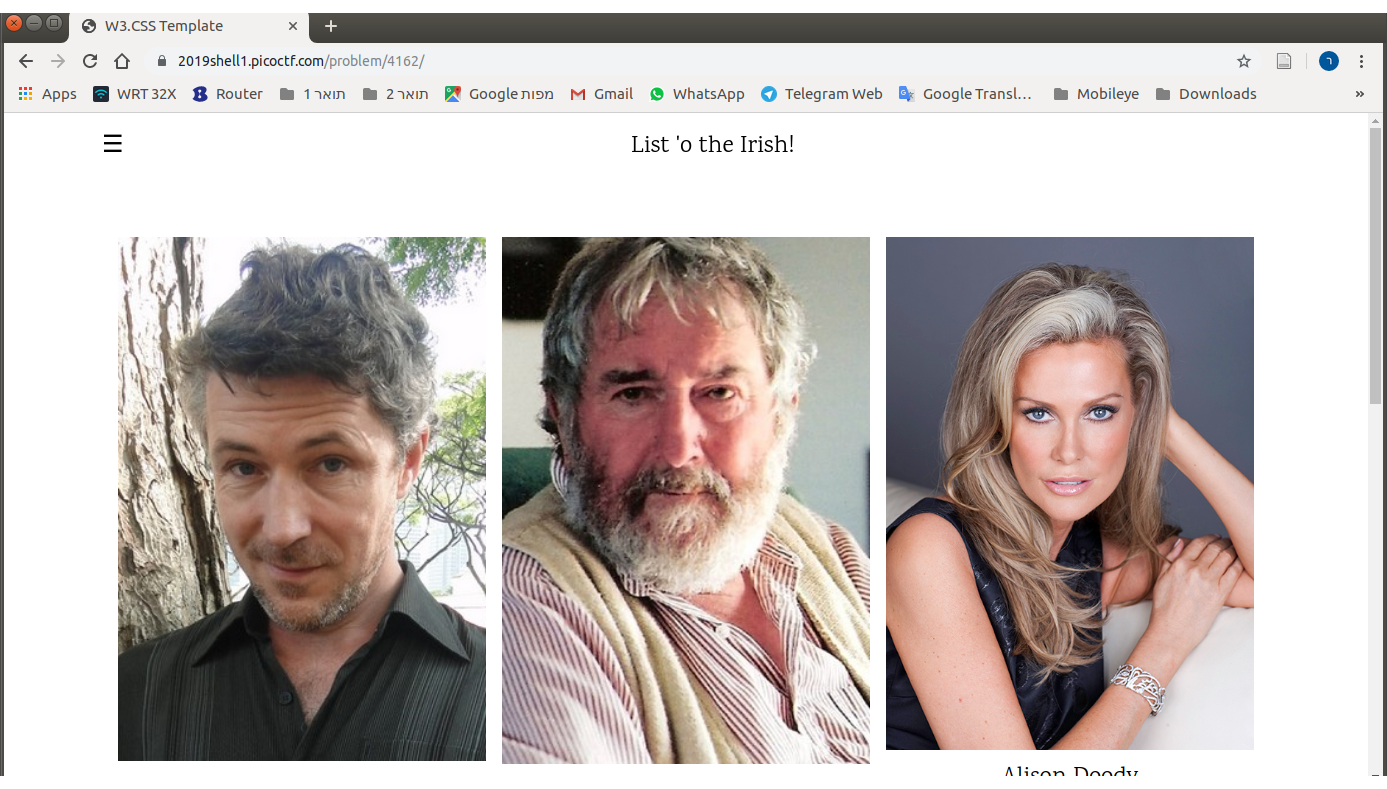 W3.CSS Template
2019shell1.picoctf.com/problem/4162/
Apps WRT 32X Router תואר 1 תואר 2 Google מפות Gmail WhatsApp Telegram Web Google Transl... Mobileye Downloads »
List 'o the Irish!
Alison Doody